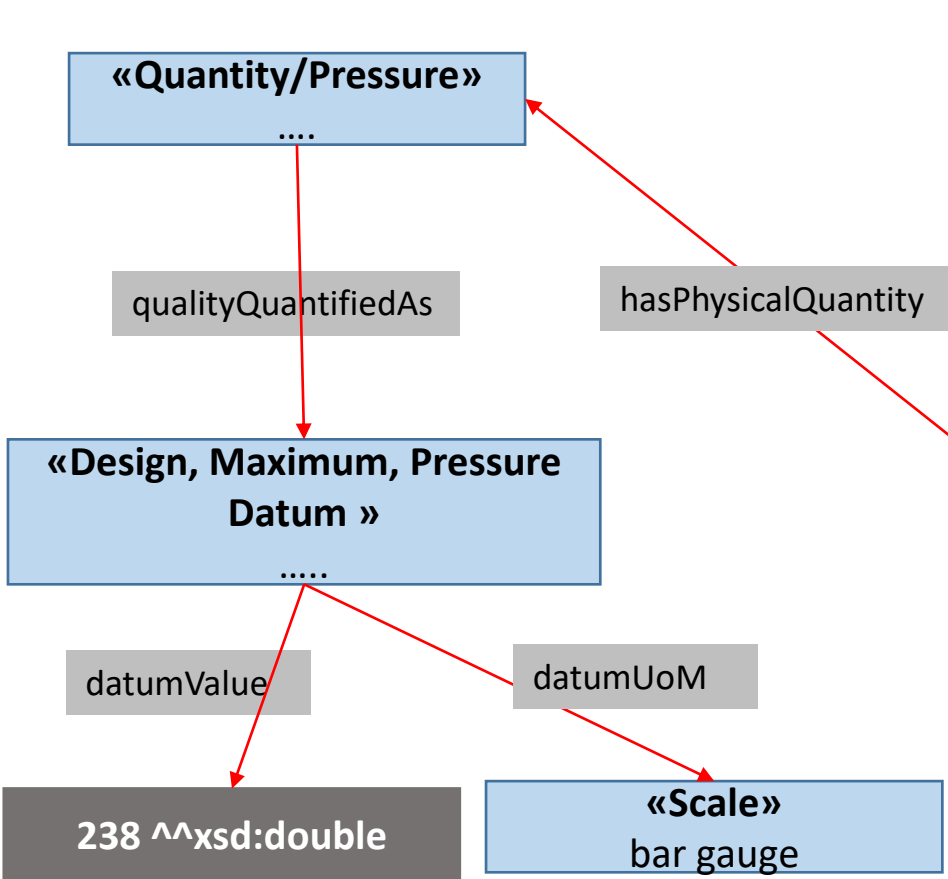 «Quantity/Pressure»
....
qualityQuantifiedAs
hasPhysicalQuantity
«Design, Maximum, Pressure
Datum »
.....
datumValue
datumUoM
238 ^^xsd:double
«Scale»
bar gauge